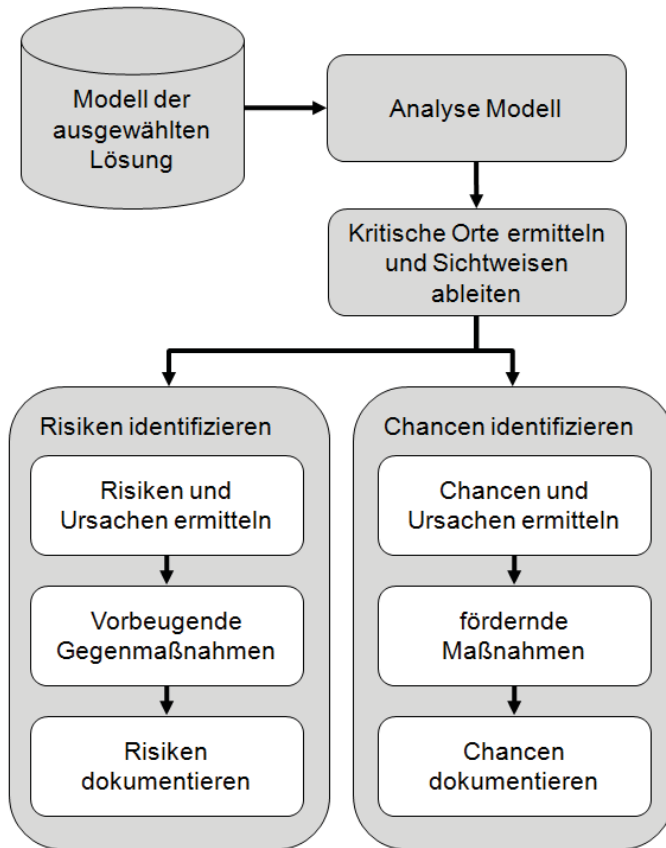 Modell der
ausgewählten
Lösung
Analyse Modell
Kritische Orte ermitteln
und Sichtweisen
ableiten
Risiken identifizieren
Risiken und
Ursachen ermitteln
Vorbeugende
Gegenmaßnahmen
Risiken
dokumentieren
Chancen identifizieren
Chancen und
Ursachen ermitteln
fördernde
Maßnahmen
Chancen
dokumentieren